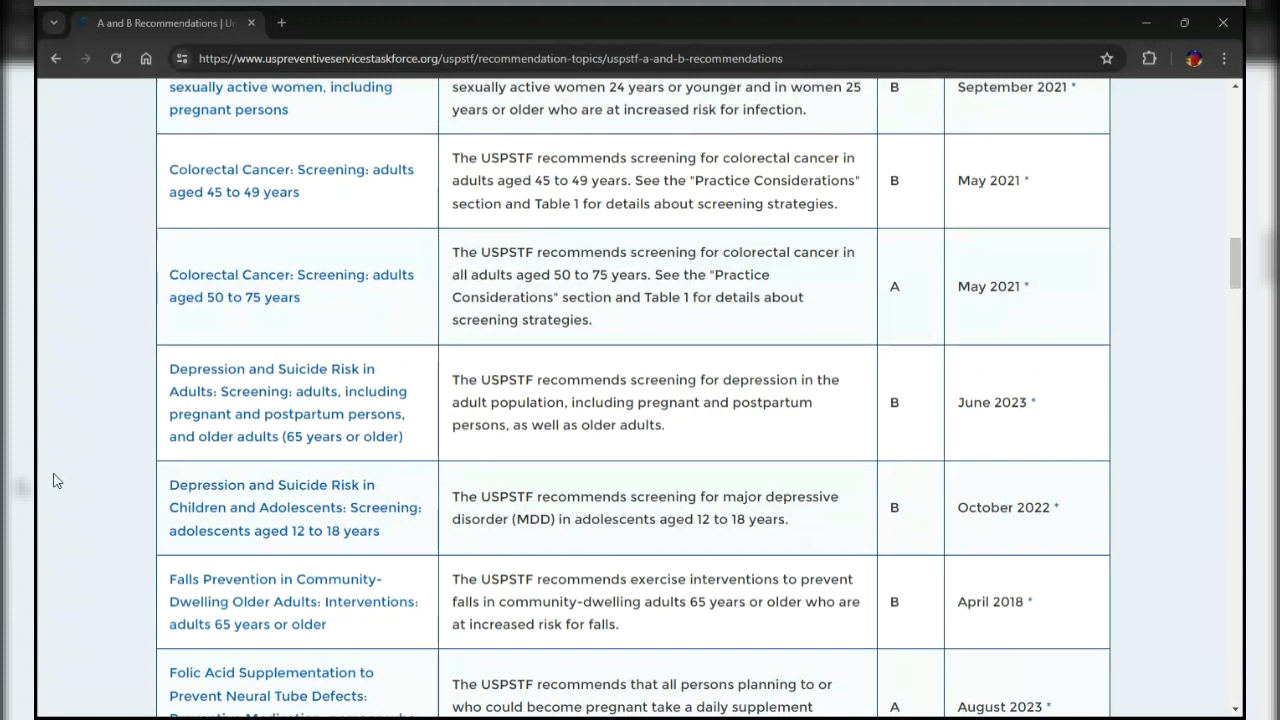 A and B Recommendations | Un
https://www.uspreventiveservicestaskforce.org/uspstf/recommendation-topics/uspstf-a-and-b-recommendations
sexually active women, including
pregnant persons
sexually active women 24 years or younger and in women 25
years or older who are at increased risk for infection.
B
September 2021 *
Colorectal Cancer: Screening: adults
aged 45 to 49 years
The USPSTF recommends screening for colorectal cancer in
adults aged 45 to 49 years. See the "Practice Considerations"
section and Table 1 for details about screening strategies.
B
May 2021 *
Colorectal Cancer: Screening: adults
aged 50 to 75 years
The USPSTF recommends screening for colorectal cancer in
all adults aged 50 to 75 years. See the "Practice
Considerations" section and Table 1 for details about
screening strategies.
A
May 2021 *
Depression and Suicide Risk in
Adults: Screening: adults, including
pregnant and postpartum persons,
and older adults (65 years or older)
The USPSTF recommends screening for depression in the
adult population, including pregnant and postpartum
persons, as well as older adults.
B
June 2023 *
Depression and Suicide Risk in
Children and Adolescents: Screening:
adolescents aged 12 to 18 years
The USPSTF recommends screening for major depressive
disorder (MDD) in adolescents aged 12 to 18 years.
B
October 2022 *
Falls Prevention in Community-
Dwelling Older Adults: Interventions:
adults 65 years or older
The USPSTF recommends exercise interventions to prevent
falls in community-dwelling adults 65 years or older who are
at increased risk for falls.
B
April 2018 *
Folic Acid Supplementation to
Prevent Neural Tube Defects:
The USPSTF recommends that all persons planning to or
who could become pregnant take a daily supplement
A
August 2023 *